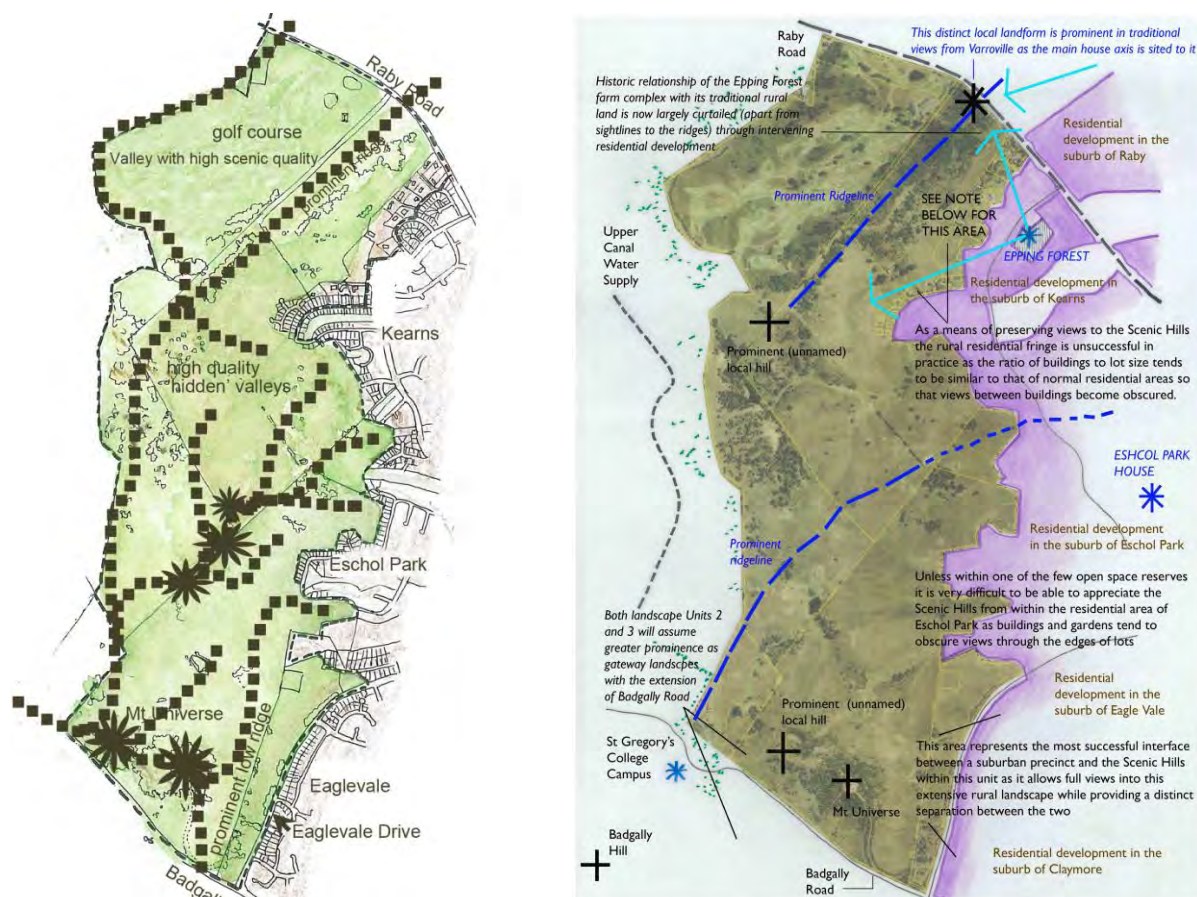 Raby Road
golf course
Valley with high scenic quality
prominent ridge
Kearns
high quality
'hidden' valleys
Eschol Park
Mt Universe
prominent low ridge
Eaglevale
Eaglevale Drive
Raby
Road
This distinct local landform is prominent in traditional
views from Varroville as the main house axis is sited to it
Historic relationship of the Epping Forest
farm complex with its traditional rural
land is now largely curtailed (apart from
sightlines to the ridges) through intervening
residential development
Residential
development in
the suburb of Raby
Prominent Ridgeline
SEE NOTE
BELOW FOR
THIS AREA
Upper
Canal
Water
Supply
EPPING FOREST
Residential development in
the suburb of Kearns
As a means of preserving views to the Scenic Hills
the rural residential fringe is unsuccessful in
practice as the ratio of buildings to lot size tends
to be similar to that of normal residential areas so
that views between buildings become obscured.
Prominent (unnamed)
local hill
ESHCOL PARK
HOUSE
Residential development
in the suburb of Eschol Park
Prominent
ridgeline
Unless within one of the few open space reserves
it is very difficult to be able to appreciate the
Scenic Hills from within the residential area of
Eschol Park as buildings and gardens tend to
obscure views through the edges of lots
Both landscape Units 2
and 3 will assume
greater prominence as
gateway landscpes
with the extension
of Badgally Road
Residential
development in the
suburb of Eagle Vale
Prominent (unnamed)
local hill
St Gregory's
College
Campus
This area represents the most successful interface
between a suburban precinct and the Scenic Hills
within this unit as it allows full views into this
extensive rural landscape while providing a distinct
separation between the two
Mt Universe
Badgally
Hill
Residential development in the
suburb of Claymore
Badgally
Road